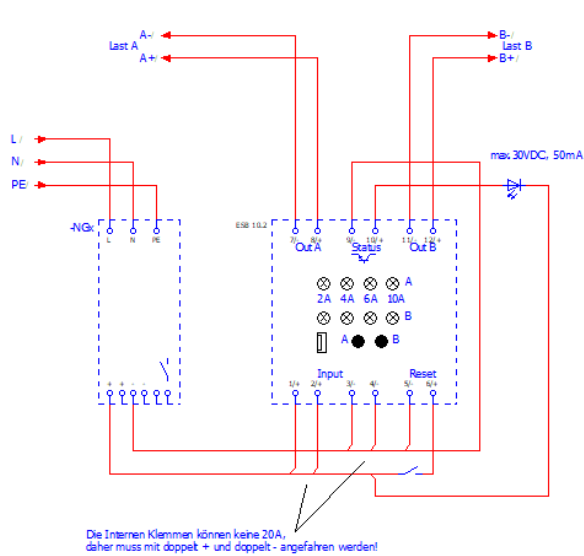 A-/
Last A
A+/
B-/
Last B
B+/
L /
N/
PE/
max. 30VDC, 50mA
-NGx
L N PE
ESB 10.2
7/- 8/+ 9/- 10/+ 11/- 12/+
Out A Status Out B
A
2A 4A 6A 10A
B
A B
Input Reset
+ + - -
1/+ 2/+ 3/- 4/- 5/- 6/+
Die Internen Klemmen können keine 20A,
daher muss mit doppelt + und doppelt - angefahren werden!